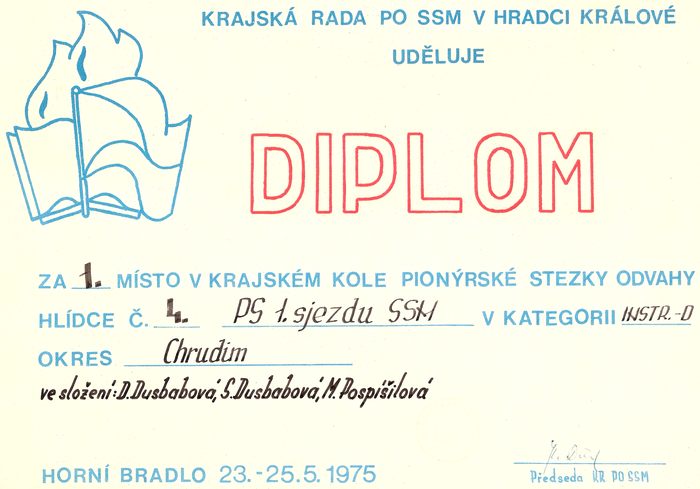 KRAJSKÁ RADA PO SSM V HRADCI KRÁLOVÉ
UDĚLUJE
DIPLOM
ZA 1. MÍSTO V KRAJSKÉM KOLE PIONÝRSKÉ STEZKY ODVAHY
HLÍDCE Č. 4. PS 1. sjezdu SSM V KATEGORII INSTR.-D
OKRES Chrudim
ve složení: D. Dusbabová, S. Dusbabová, M. Pospíšilová
HORNÍ BRADLO 23.-25.5.1975
Předseda KR PO SSM